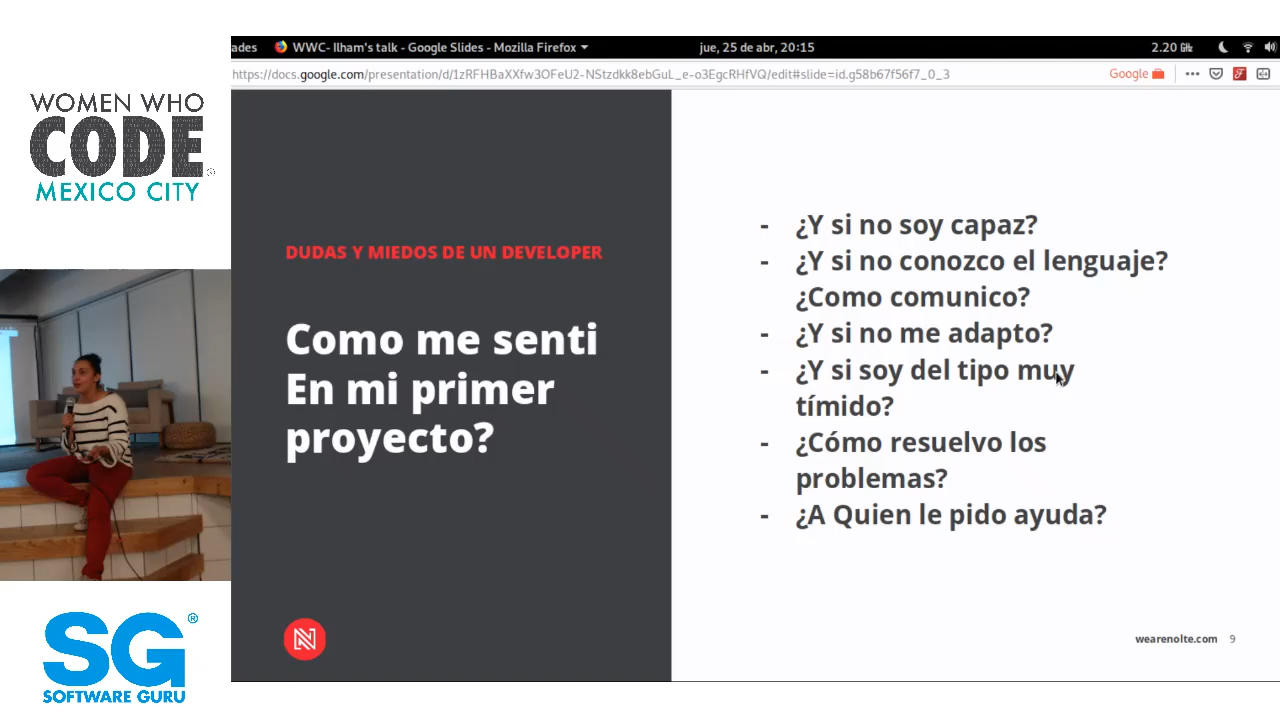 ades
WWC- Ilham's talk - Google Slides - Mozilla Firefox
jue, 25 de abr, 20:15
2.20 GHz
https://docs.google.com/presentation/d/1zRFHBaXXfw3OFeU2-NStzdkk8ebGuL_e-o3EgcRHfVQ/edit#slide=id.g58b67f56f7_0_3
Google
WOMEN WHO
CODE
MEXICO CITY
DUDAS Y MIEDOS DE UN DEVELOPER
Como me senti
En mi primer
proyecto?
- ¿Y si no soy capaz?
- ¿Y si no conozco el lenguaje?
¿Como comunico?
- ¿Y si no me adapto?
- ¿Y si soy del tipo muy
tímido?
- ¿Cómo resuelvo los
problemas?
- ¿A Quien le pido ayuda?
N
wearenolte.com 9
SG®
SOFTWARE GURU